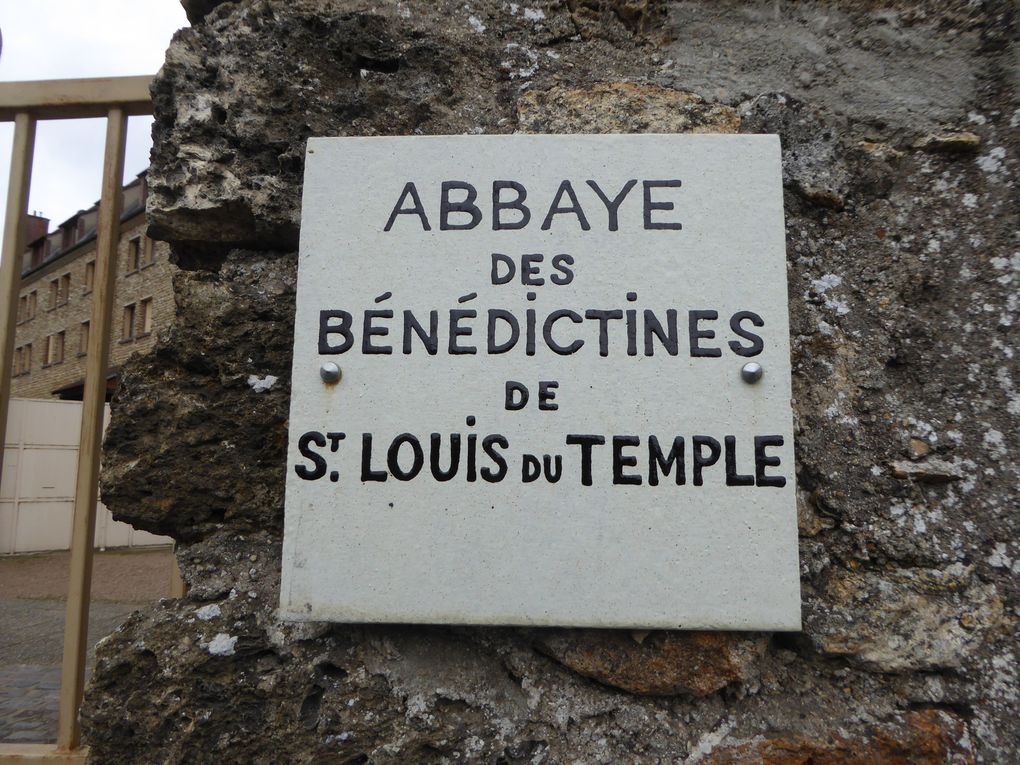 ABBAYE
DES
BÉNÉDICTINES
DE
ST. LOUIS DU TEMPLE